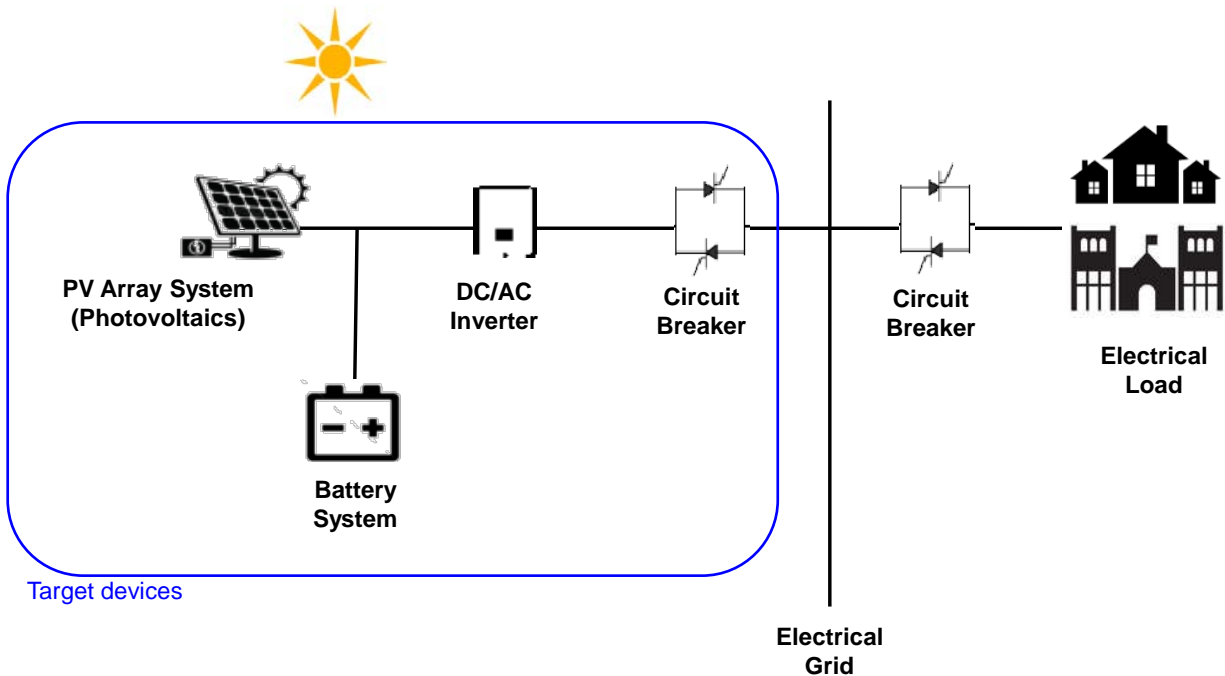 PV Array System
(Photovoltaics)
DC/AC
Inverter
Circuit
Breaker
Circuit
Breaker
Electrical
Load
Battery
System
Target devices
Electrical
Grid